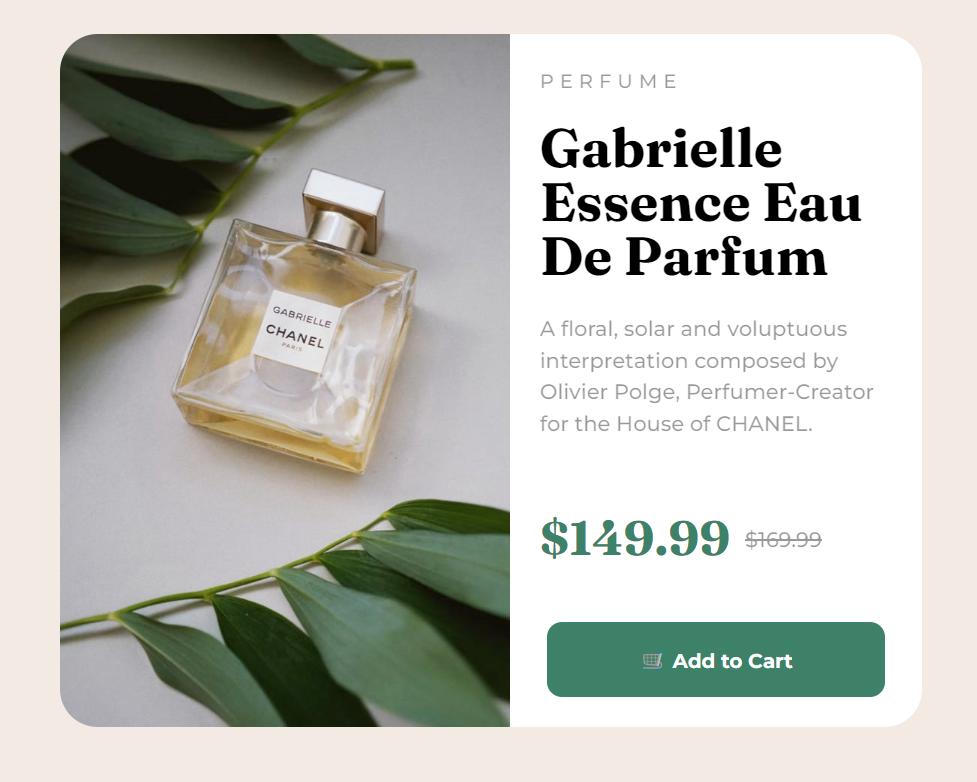 GABRIELLE
CHANEL
PARIS
PERFUME
Gabrielle
Essence Eau
De Parfum
A floral, solar and voluptuous
interpretation composed by
Olivier Polge, Perfumer-Creator
for the House of CHANEL.
$149.99 $169.99
Add to Cart